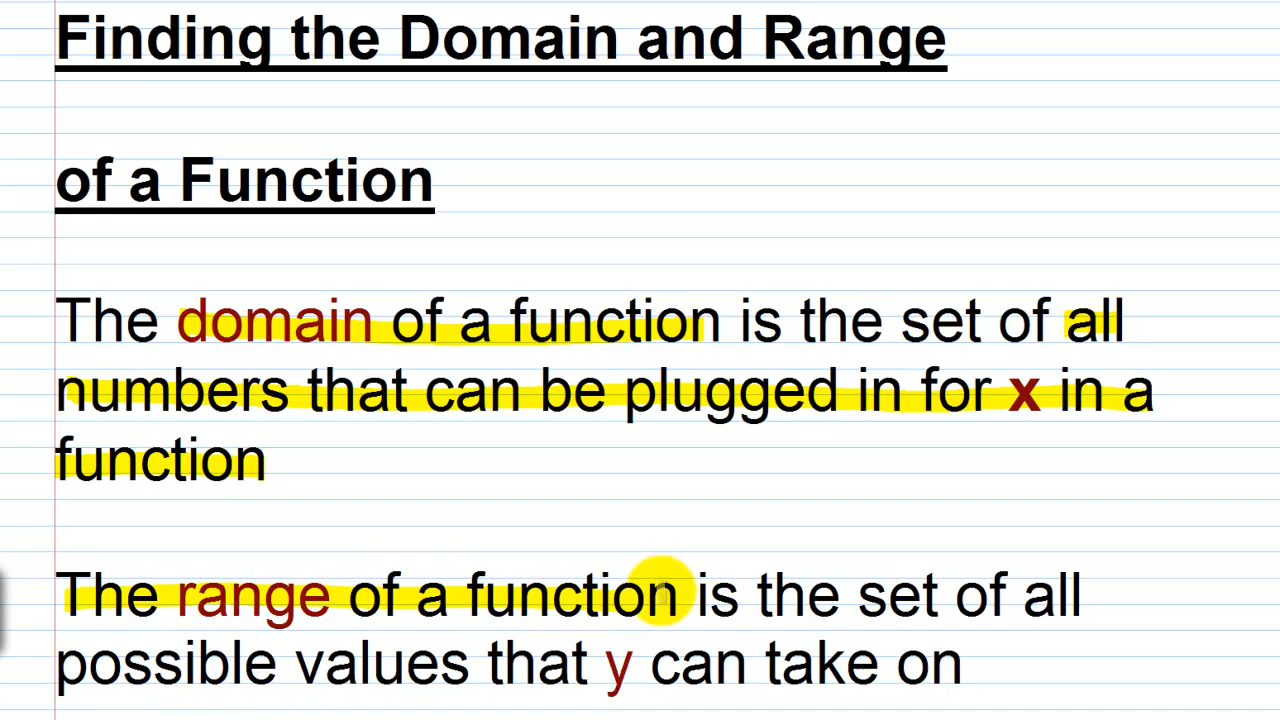 Finding the Domain and Range
of a Function
The domain of a function is the set of all
numbers that can be plugged in for x in a
function
The range of a function is the set of all
possible values that y can take on